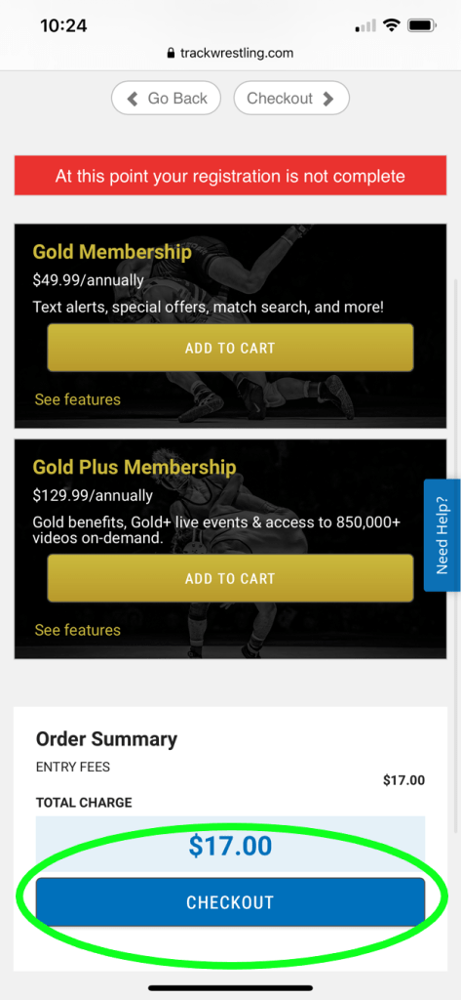 10:24
trackwrestling.com
Go Back
Checkout
At this point your registration is not complete
Gold Membership
$49.99/annually
Text alerts, special offers, match search, and more!
ADD TO CART
See features
Gold Plus Membership
$129.99/annually
Gold benefits, Gold+ live events & access to 850,000+
videos on-demand.
ADD TO CART
See features
Need Help?
Order Summary
ENTRY FEES
$17.00
TOTAL CHARGE
$17.00
CHECKOUT